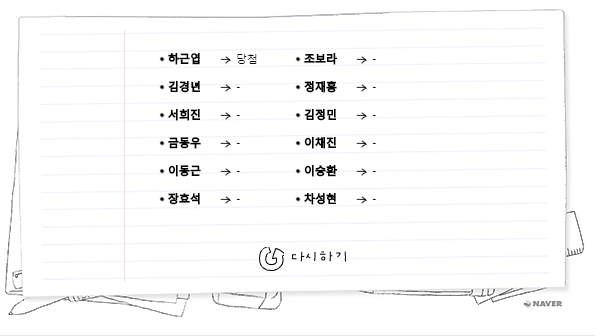 • 하근엽 → 당첨 • 조보라 → -
• 김경년 → - • 정재홍 → -
• 서희진 → - • 김정민 → -
• 금동우 → - • 이채진 → -
• 이동근 → - • 이승환 → -
• 장효석 → - • 차성현 → -
다시하기
NAVER